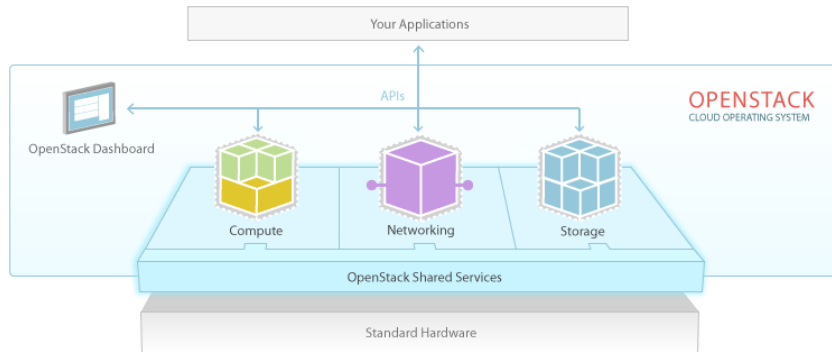 Your Applications
APIs
OPENSTACK
CLOUD OPERATING SYSTEM
OpenStack Dashboard
Compute
Networking
Storage
OpenStack Shared Services
Standard Hardware